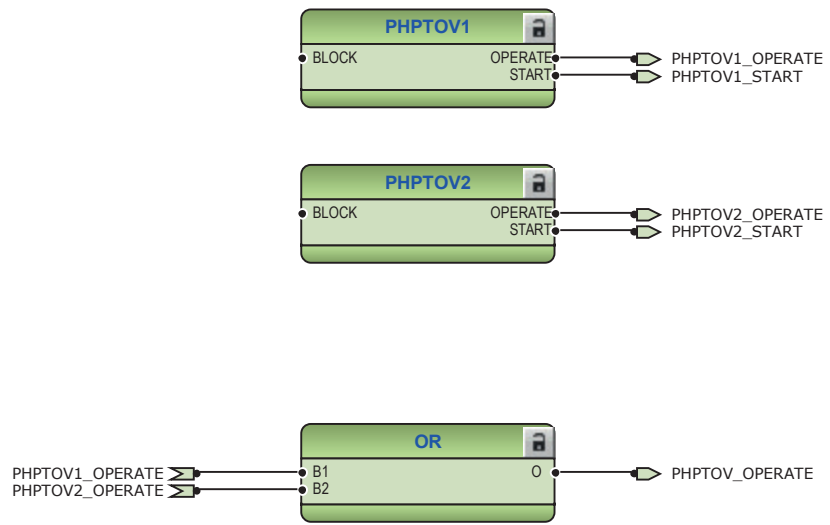 PHPTOV1
BLOCK OPERATE PHPTOV1_OPERATE
START PHPTOV1_START
PHPTOV2
BLOCK OPERATE PHPTOV2_OPERATE
START PHPTOV2_START
OR
PHPTOV1_OPERATE B1 O PHPTOV_OPERATE
PHPTOV2_OPERATE B2